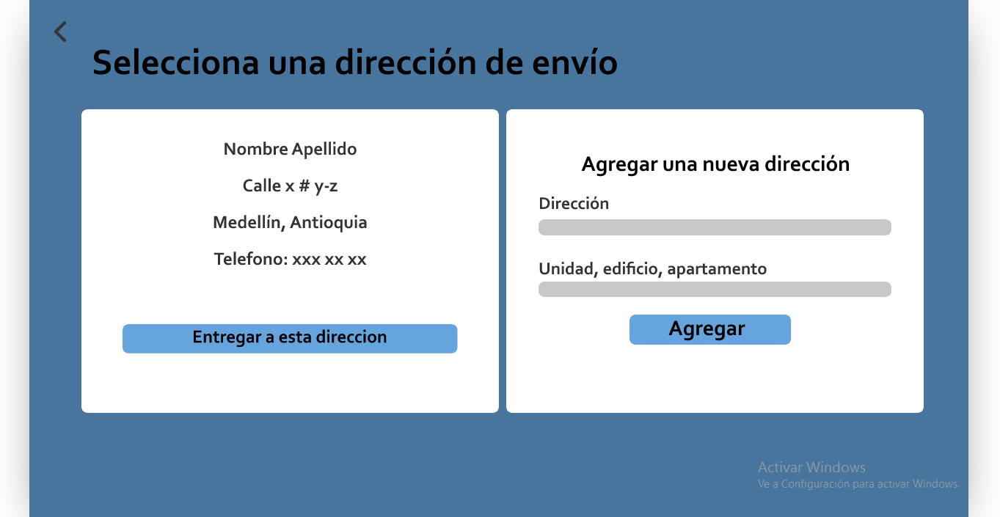 Selecciona una dirección de envío
Nombre Apellido
Calle x # y-z
Medellín, Antioquia
Telefono: xxx xx xx
Entregar a esta direccion
Agregar una nueva dirección
Dirección
Unidad, edificio, apartamento
Agregar
Activar Windows
Ve a Configuración para activar Windows.